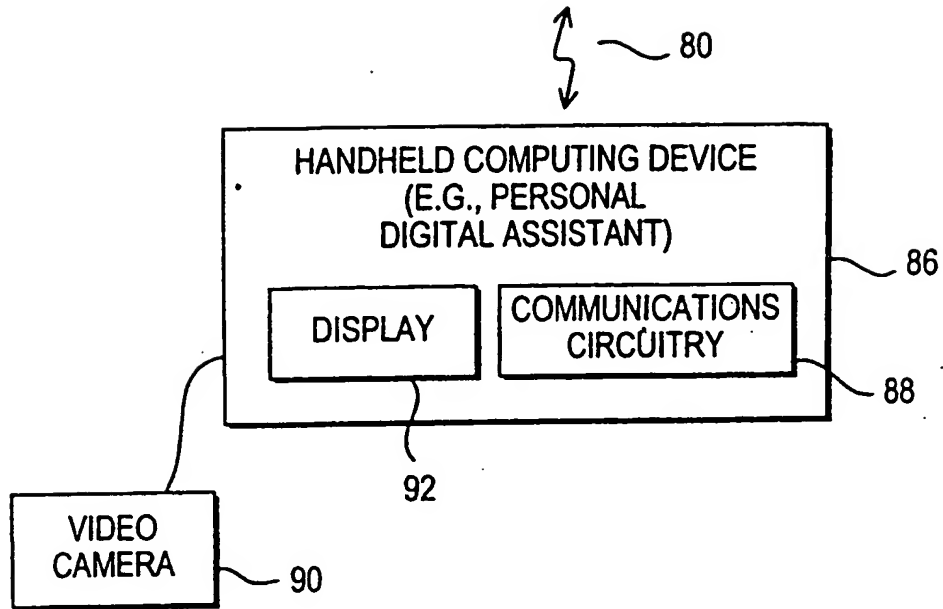 80
HANDHELD COMPUTING DEVICE
(E.G., PERSONAL
DIGITAL ASSISTANT)
86
DISPLAY
COMMUNICATIONS
CIRCUITRY
88
92
VIDEO
CAMERA
90